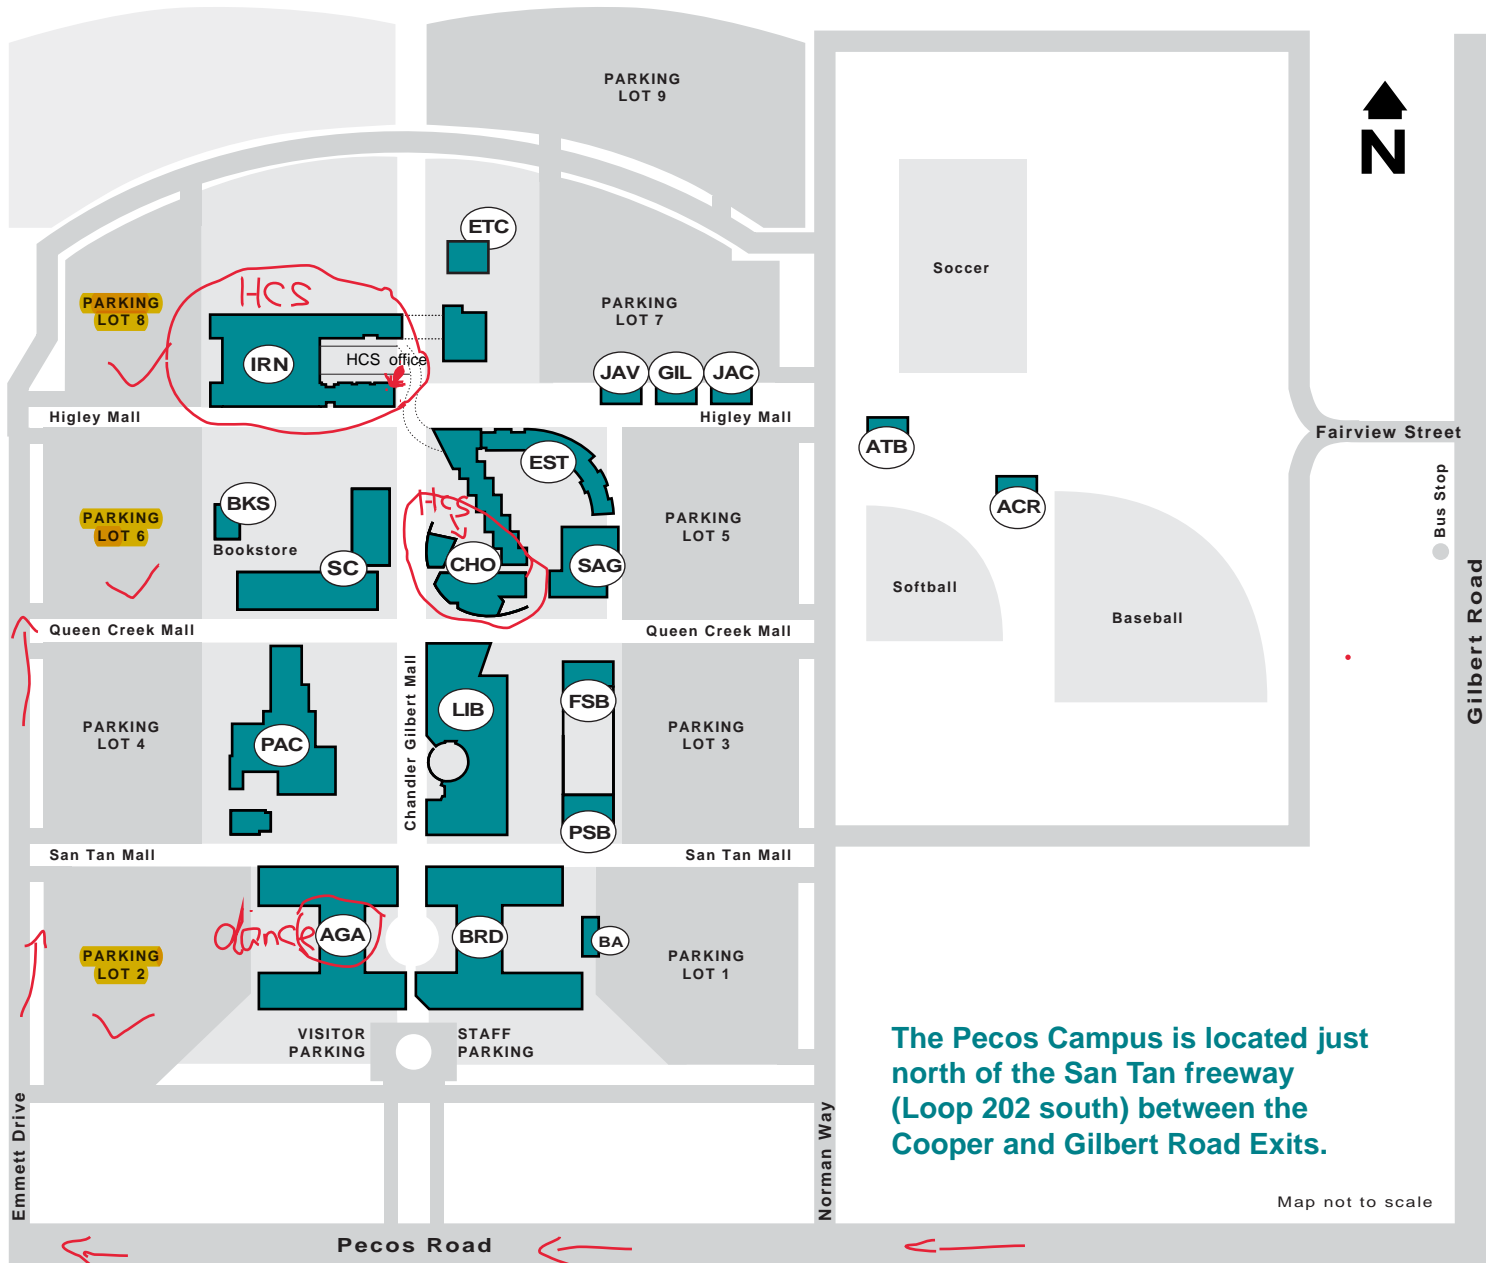 PARKING
LOT 9
N
ETC
Soccer
HCS
PARKING
LOT 8
PARKING
LOT 7
IRN
HCS office
JAV
GIL
JAC
Higley Mall
Higley Mall
ATB
Fairview Street
EST
BKS
Bookstore
HCS
PARKING
LOT 6
PARKING
LOT 5
ACR
Bus Stop
SC
CHO
SAG
Softball
Baseball
Queen Creek Mall
Queen Creek Mall
Gilbert Road
PARKING
LOT 4
PAC
Chandler Gilbert Mall
LIB
FSB
PARKING
LOT 3
PSB
San Tan Mall
San Tan Mall
dance
AGA
BRD
BA
PARKING
LOT 2
PARKING
LOT 1
VISITOR
PARKING
STAFF
PARKING
The Pecos Campus is located just
north of the San Tan freeway
(Loop 202 south) between the
Cooper and Gilbert Road Exits.
Emmett Drive
Norman Way
Map not to scale
Pecos Road